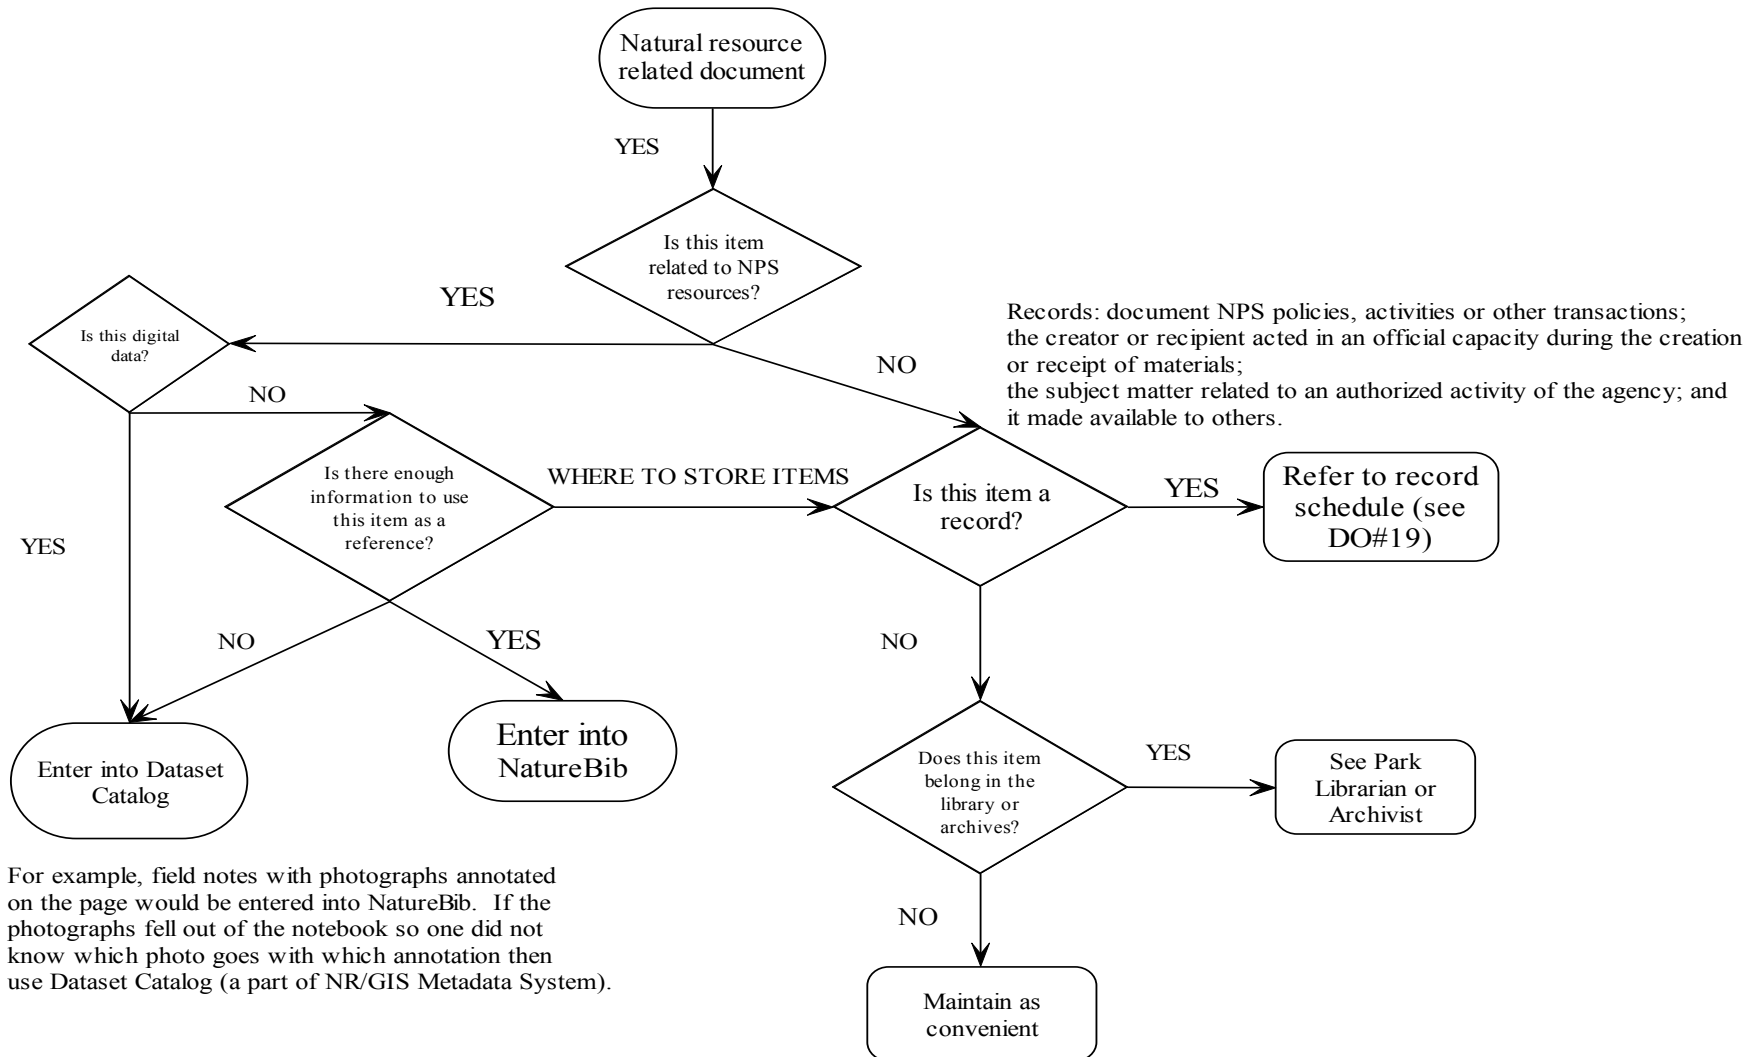 Natural resource
related document
YES
Is this item
related to NPS
resources?
YES
NO
Is this digital
data?
Records: document NPS policies, activities or other transactions;
the creator or recipient acted in an official capacity during the creation
or receipt of materials;
the subject matter related to an authorized activity of the agency; and
it made available to others.
NO
YES
Is there enough
information to use
this item as a
reference?
WHERE TO STORE ITEMS
Is this item a
record?
YES
Refer to record
schedule (see
DO#19)
NO
YES
NO
Enter into Dataset
Catalog
Enter into
NatureBib
Does this item
belong in the
library or
archives?
YES
See Park
Librarian or
Archivist
NO
Maintain as
convenient
For example, field notes with photographs annotated
on the page would be entered into NatureBib.  If the
photographs fell out of the notebook so one did not
know which photo goes with which annotation then
use Dataset Catalog (a part of NR/GIS Metadata System).